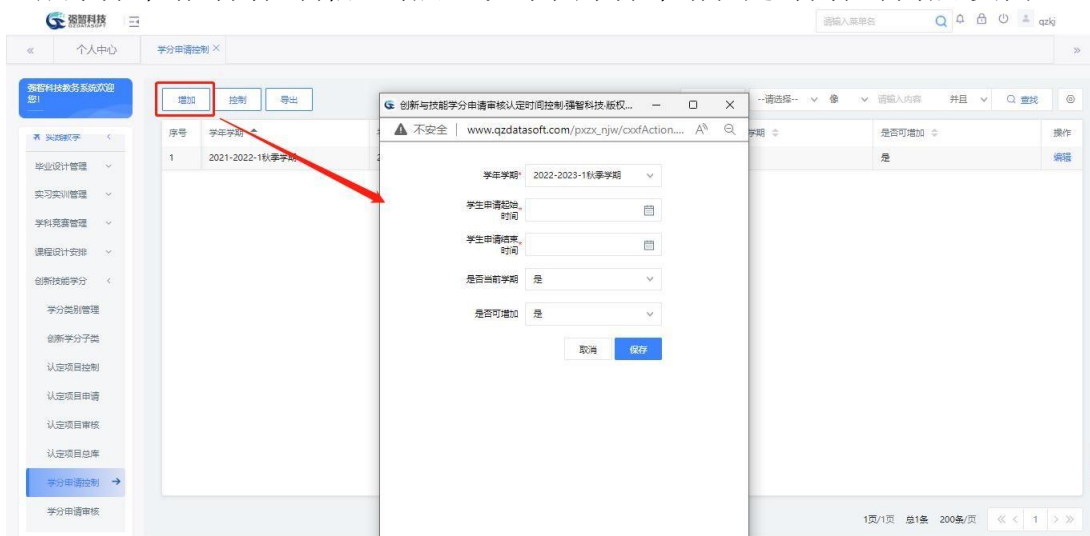 强智科技
QZDATASOFT
请输入菜单名
qzkj
个人中心
学分申请控制 ×
强智科技教务系统欢迎
您!
增加
控制
导出
--请选择--
像
请输入内容
并且
查找
实践教学
毕业设计管理
实习实训管理
学科竞赛管理
课程设计安排
创新技能学分
学分类别管理
创新学分子类
认定项目控制
认定项目申请
认定项目审核
认定项目总库
学分申请控制
学分申请审核
序号
学年学期
学期
是否可增加
操作
1
2021-2022-1秋季学期
是
编辑
创新与技能学分申请审核认定时间控制-强智科技-版权...
不安全 | www.qzdatasoft.com/pxzx_njw/cxxfAction....
学年学期* 2022-2023-1秋季学期
学生申请起始*
时间
学生申请结束*
时间
是否当前学期 是
是否可增加 是
取消
保存
1页/1页 总1条 200条/页
1